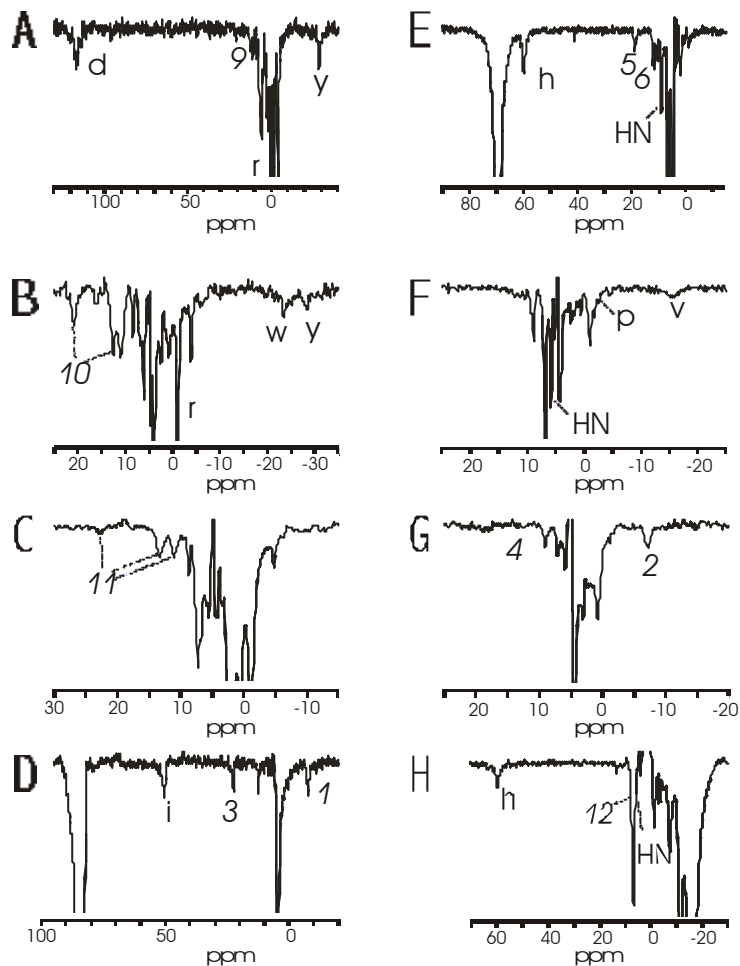 A
9
d
y
r
100 50 0
ppm
E
h
5
6
HN
80 60 40 20 0
ppm
B
w y
10
r
20 10 0 -10 -20 -30
ppm
F
p v
HN
20 10 0 -10 -20
ppm
C
11
30 20 10 0 -10
ppm
G
4
2
20 10 0 -10 -20
ppm
D
i 3 1
100 50 0
ppm
H
h
12
HN
60 40 20 0 -20
ppm